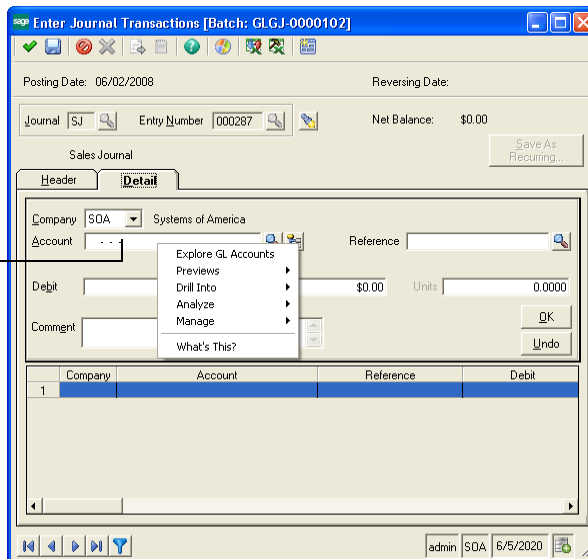 sage Enter Journal Transactions [Batch: GLGJ-0000102]
Posting Date: 06/02/2008 Reversing Date:
Journal SJ Entry Number 000287 Net Balance: $0.00
Save As Recurring...
Sales Journal
Header Detail
Company SOA Systems of America
Account - - - Reference
Explore GL Accounts
Previews
Drill Into
Analyze
Manage
What's This?
Debit $0.00 Units 0.0000
Comment
OK
Undo
Company Account Reference Debit
1
admin SOA 6/5/2020